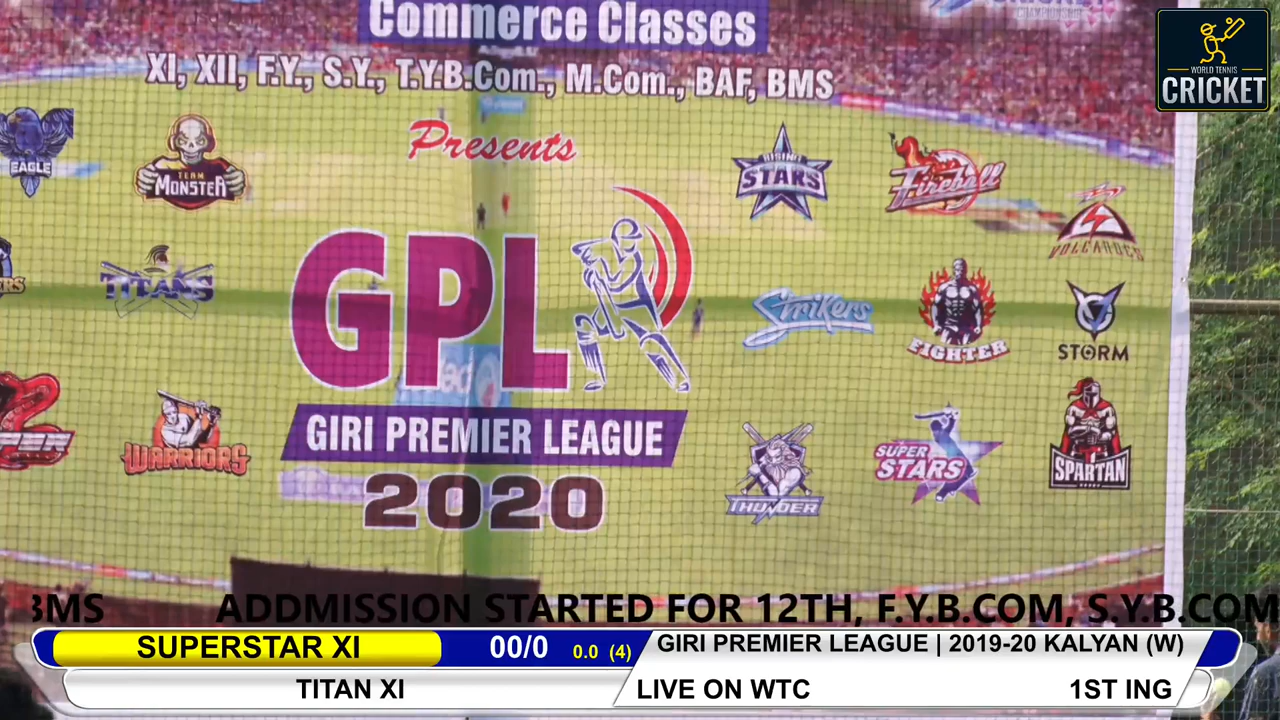 Commerce Classes
XI, XII, F.Y., S.Y., T.Y.B.Com., M.Com., BAF, BMS
WORLD TENNIS
CRICKET
Presents
EAGLE
TEAM
MONSTER
RISING
STARS
Fireball
VOLCANOES
TITANS
GPL
Strikers
FIGHTER
STORM
WARRIORS
GIRI PREMIER LEAGUE
2020
THUNDER
SUPER
STARS
SPARTAN
BMS ADDMISSION STARTED FOR 12TH, F.Y.B.COM, S.Y.B.COM
SUPERSTAR XI 00/0 0.0 (4) GIRI PREMIER LEAGUE | 2019-20 KALYAN (W)
TITAN XI LIVE ON WTC 1ST ING